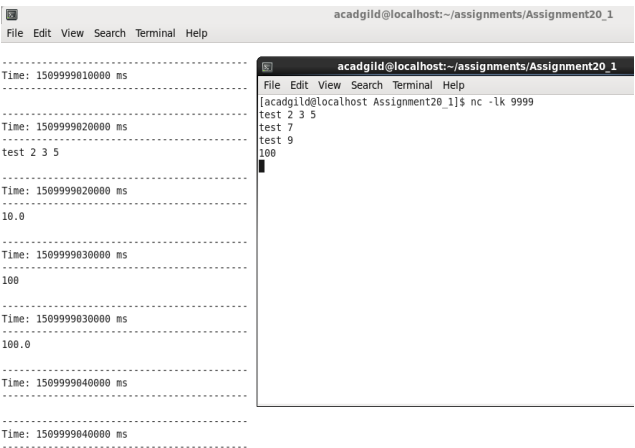 acadgild@localhost:~/assignments/Assignment20_1
File Edit View Search Terminal Help
-------------------------------------------
Time: 1509999010000 ms
-------------------------------------------
-------------------------------------------
Time: 1509999020000 ms
-------------------------------------------
test 2 3 5
-------------------------------------------
Time: 1509999020000 ms
-------------------------------------------
10.0
-------------------------------------------
Time: 1509999030000 ms
-------------------------------------------
100
-------------------------------------------
Time: 1509999030000 ms
-------------------------------------------
100.0
-------------------------------------------
Time: 1509999040000 ms
-------------------------------------------
-------------------------------------------
Time: 1509999040000 ms
-------------------------------------------
acadgild@localhost:~/assignments/Assignment20_1
File Edit View Search Terminal Help
[acadgild@localhost Assignment20_1]$ nc -lk 9999
test 2 3 5
test 7
test 9
100